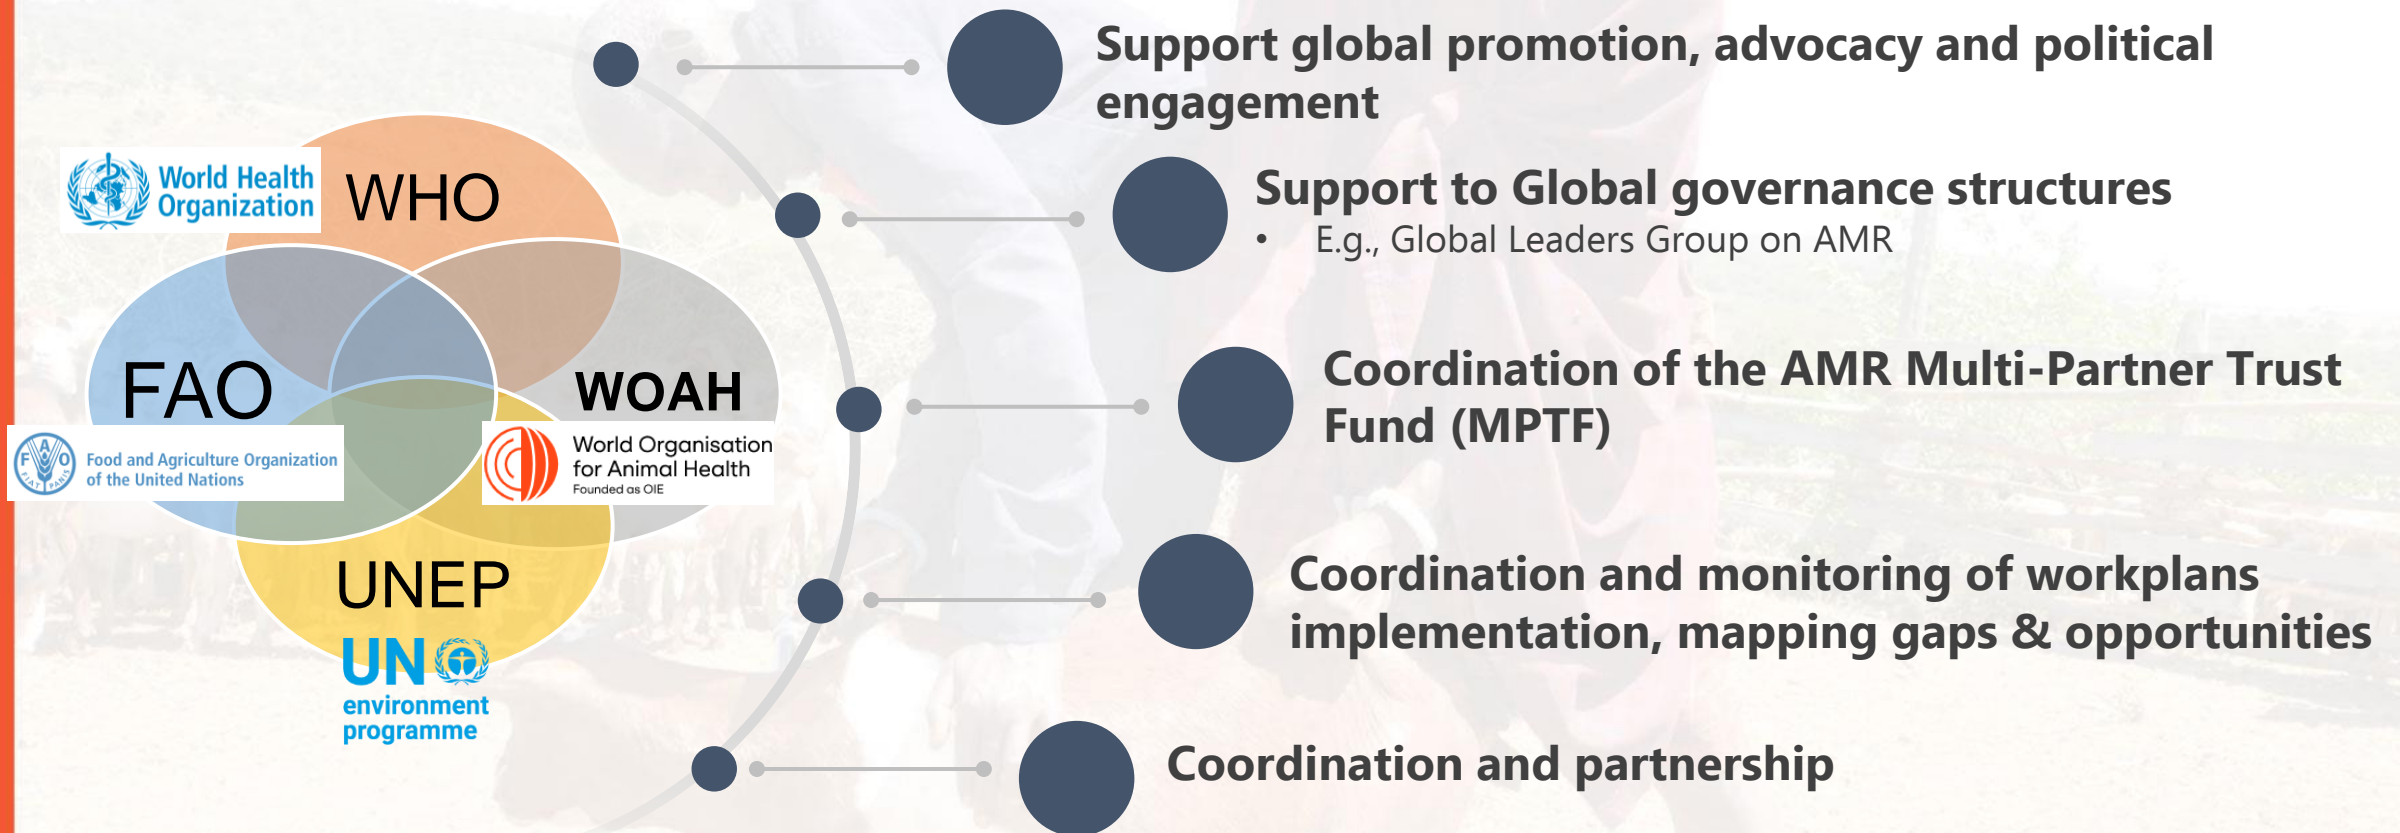 World Health
Organization
WHO
FAO
Food and Agriculture Organization
of the United Nations
WOAH
World Organisation
for Animal Health
Founded as OIE
UNEP
UN
environment
programme
Support global promotion, advocacy and political
engagement
Support to Global governance structures
• E.g., Global Leaders Group on AMR
Coordination of the AMR Multi-Partner Trust
Fund (MPTF)
Coordination and monitoring of workplans
implementation, mapping gaps & opportunities
Coordination and partnership